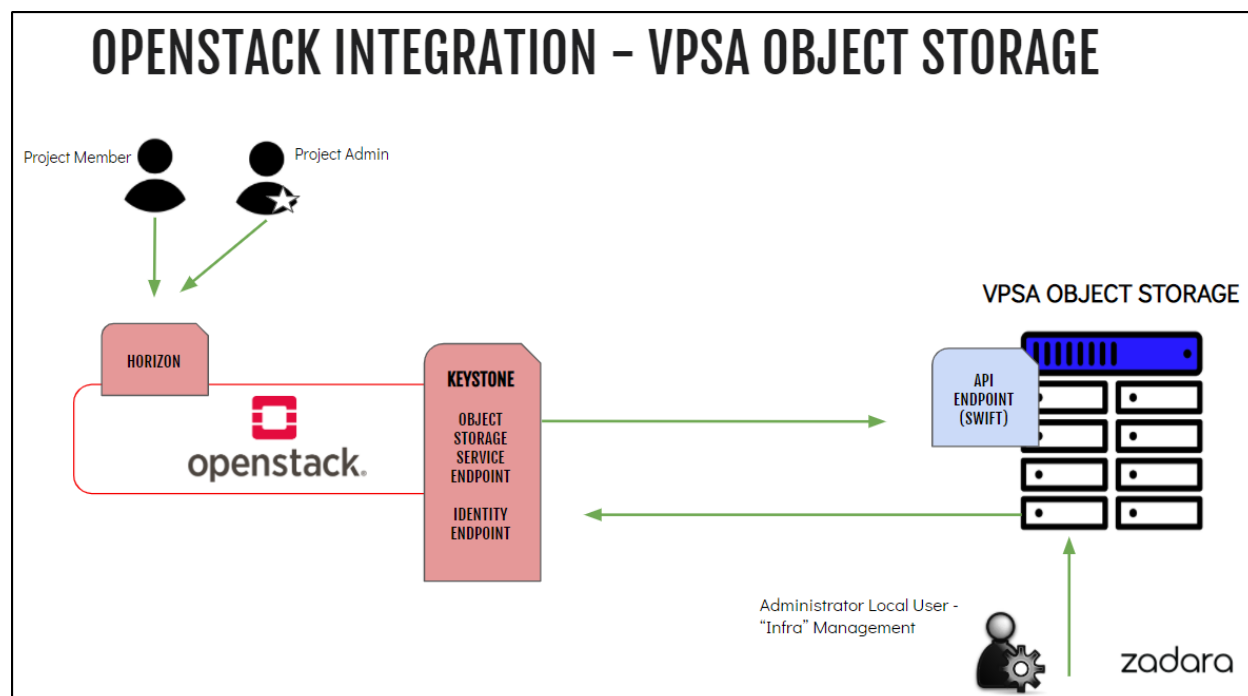 OPENSTACK INTEGRATION – VPSA OBJECT STORAGE
Project Member
Project Admin
HORIZON
openstack.
KEYSTONE
OBJECT
STORAGE
SERVICE
ENDPOINT
IDENTITY
ENDPOINT
VPSA OBJECT STORAGE
API
ENDPOINT
(SWIFT)
Administrator Local User -
“Infra” Management
zadara